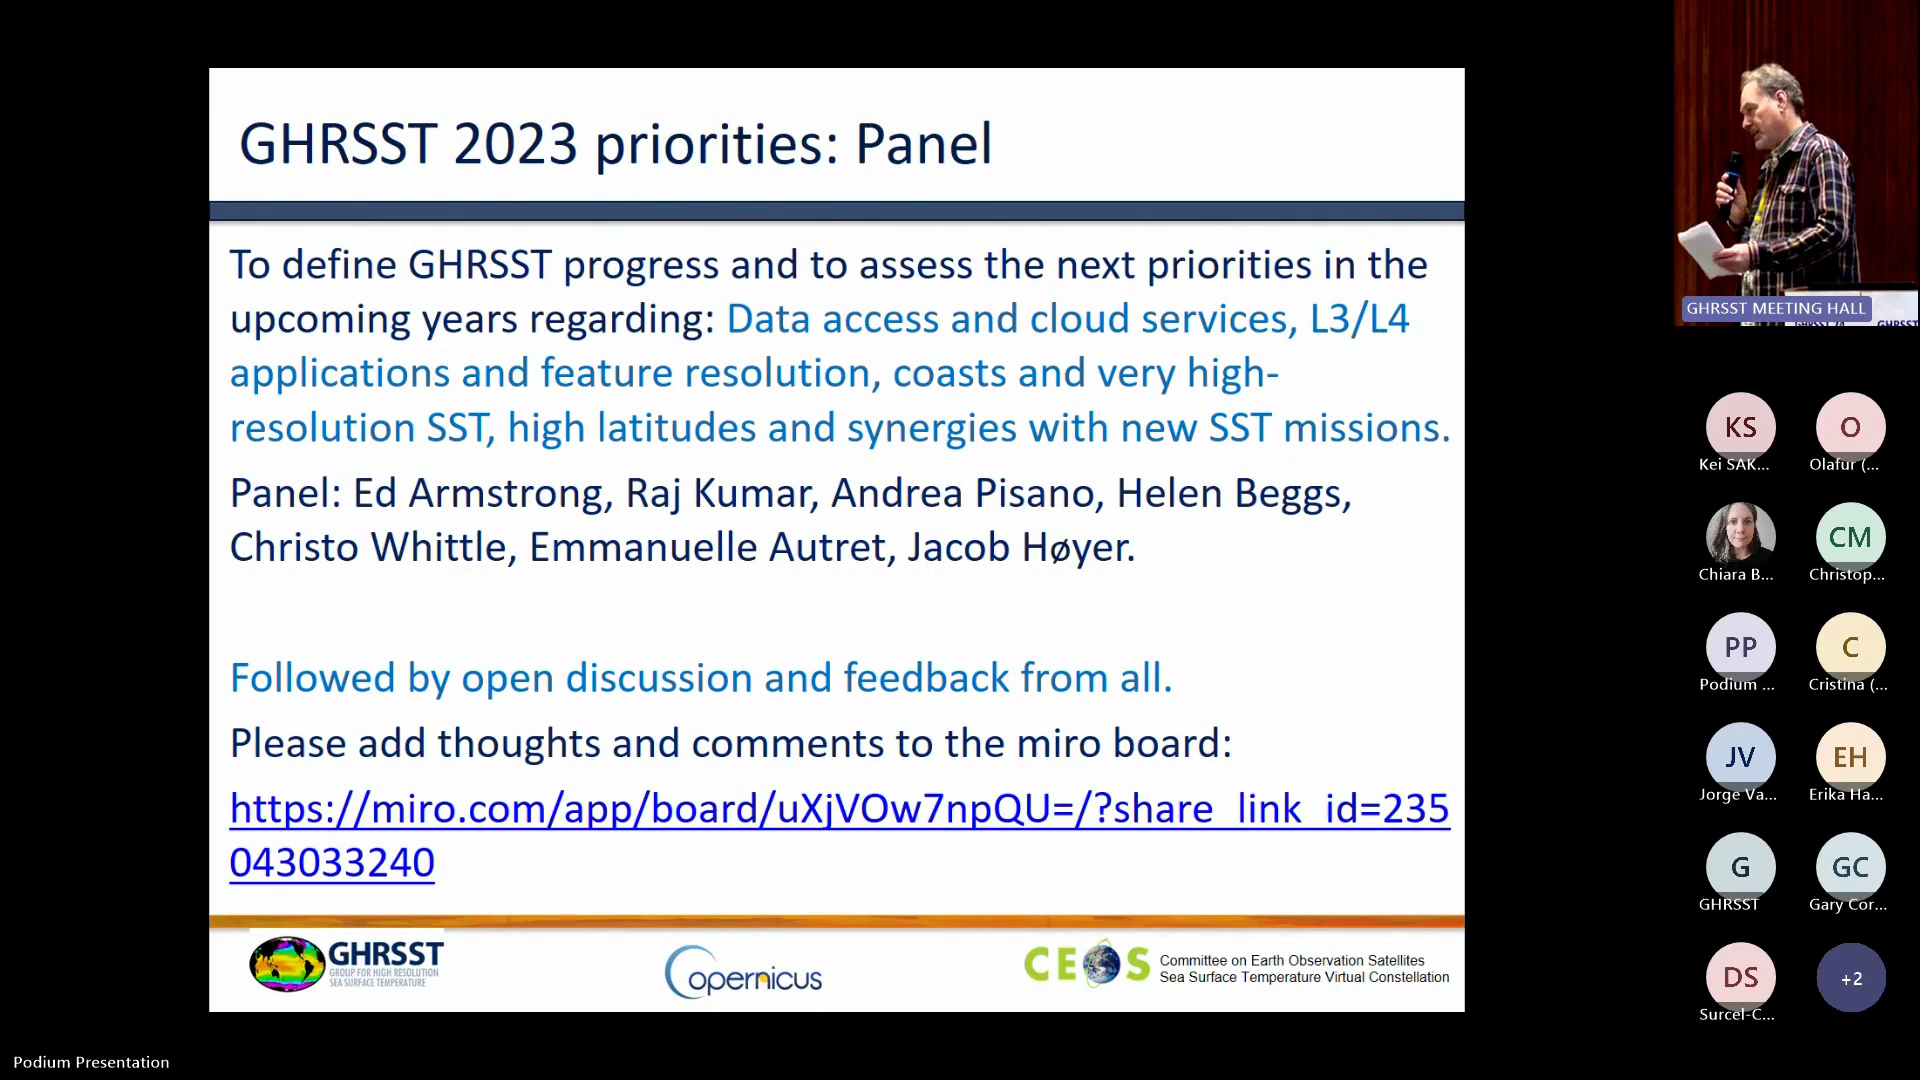 GHRSST 2023 priorities: Panel
To define GHRSST progress and to assess the next priorities in the
upcoming years regarding: Data access and cloud services, L3/L4
applications and feature resolution, coasts and very high-
resolution SST, high latitudes and synergies with new SST missions.
Panel: Ed Armstrong, Raj Kumar, Andrea Pisano, Helen Beggs,
Christo Whittle, Emmanuelle Autret, Jacob Høyer.
Followed by open discussion and feedback from all.
Please add thoughts and comments to the miro board:
https://miro.com/app/board/uXjVOw7npQU=/?share_link_id=235
043033240
GHRSST
GROUP FOR HIGH RESOLUTION
SEA SURFACE TEMPERATURE
Copernicus
CEOS
Committee on Earth Observation Satellites
Sea Surface Temperature Virtual Constellation
Podium Presentation
GHRSST MEETING HALL
KS
Kei SAK...
O
Olafur (...
Chiara B...
CM
Christop...
PP
Podium ...
C
Cristina (...
JV
Jorge Va...
EH
Erika Ha...
G
GHRSST
GC
Gary Cor...
DS
Surcel-C...
+2